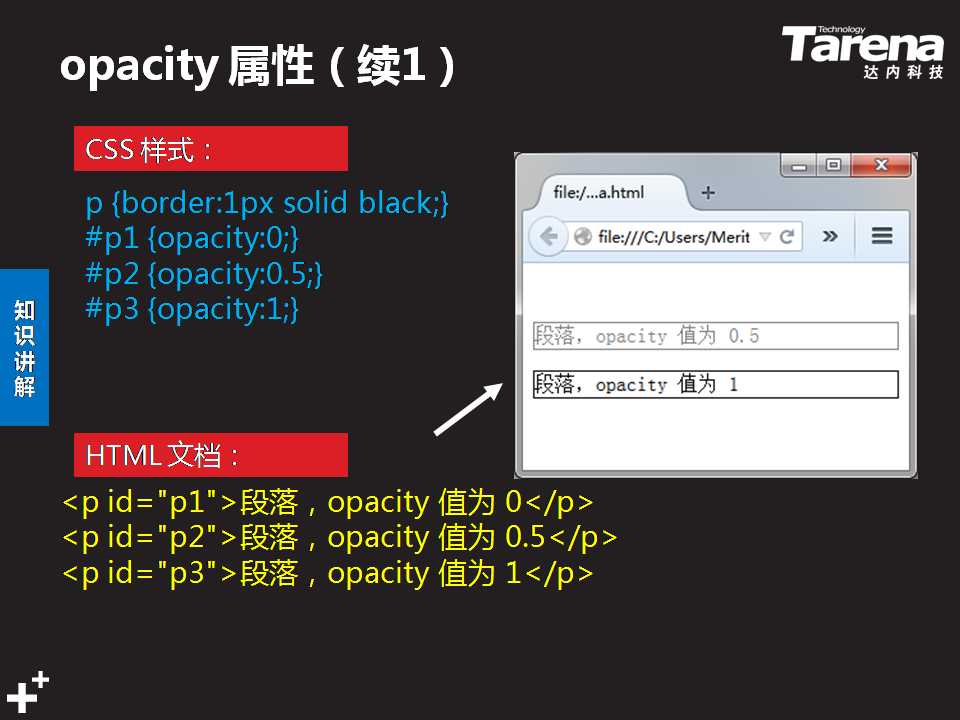 opacity 属性（续1）
Technology
Tarena
达内科技
CSS 样式：
p {border:1px solid black;}
#p1 {opacity:0;}
#p2 {opacity:0.5;}
#p3 {opacity:1;}
知识讲解
file:/...a.html
file:///C:/Users/Merit
段落，opacity 值为 0.5
段落，opacity 值为 1
HTML 文档：
<p id="p1">段落，opacity 值为 0</p>
<p id="p2">段落，opacity 值为 0.5</p>
<p id="p3">段落，opacity 值为 1</p>